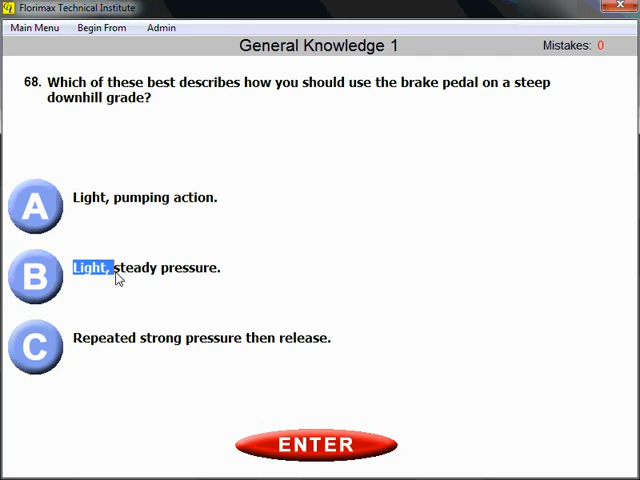 Florimax Technical Institute
Main Menu Begin From Admin
General Knowledge 1 Mistakes: 0
68. Which of these best describes how you should use the brake pedal on a steep
downhill grade?
A Light, pumping action.
B Light, steady pressure.
C Repeated strong pressure then release.
ENTER